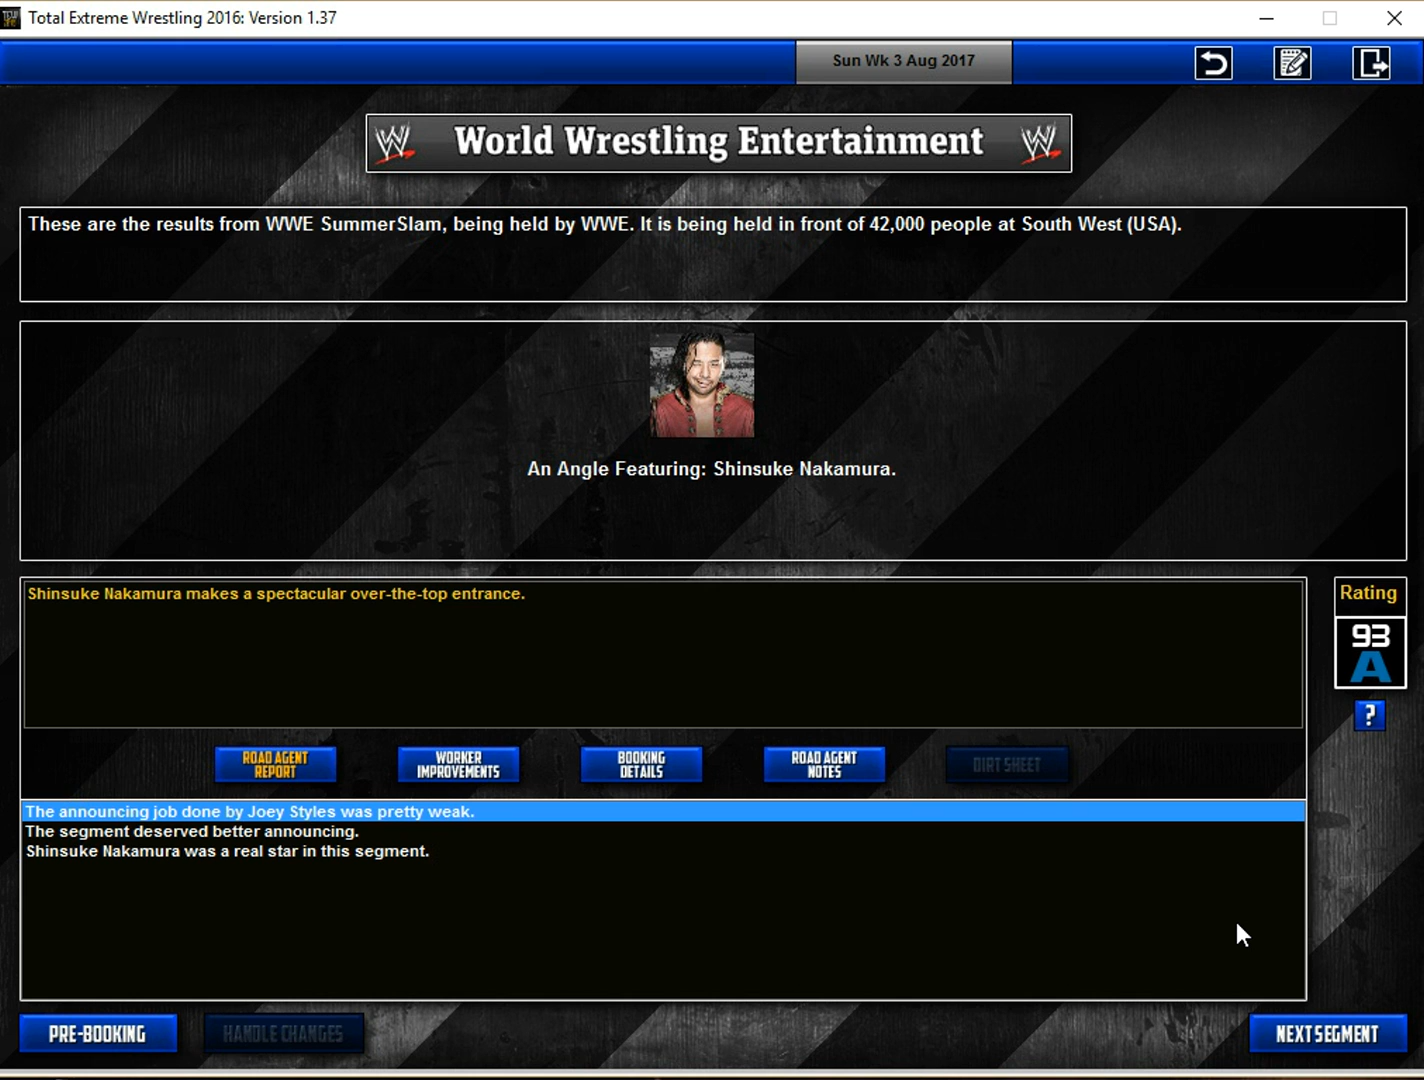 Total Extreme Wrestling 2016: Version 1.37
Sun Wk 3 Aug 2017
World Wrestling Entertainment
These are the results from WWE SummerSlam, being held by WWE. It is being held in front of 42,000 people at South West (USA).
An Angle Featuring: Shinsuke Nakamura.
Shinsuke Nakamura makes a spectacular over-the-top entrance.
Rating
93
A
?
ROAD AGENT
REPORT
WORKER
IMPROVEMENTS
BOOKING
DETAILS
ROAD AGENT
NOTES
DIRT SHEET
The announcing job done by Joey Styles was pretty weak.
The segment deserved better announcing.
Shinsuke Nakamura was a real star in this segment.
PRE-BOOKING
HANDLE CHANGES
NEXT SEGMENT